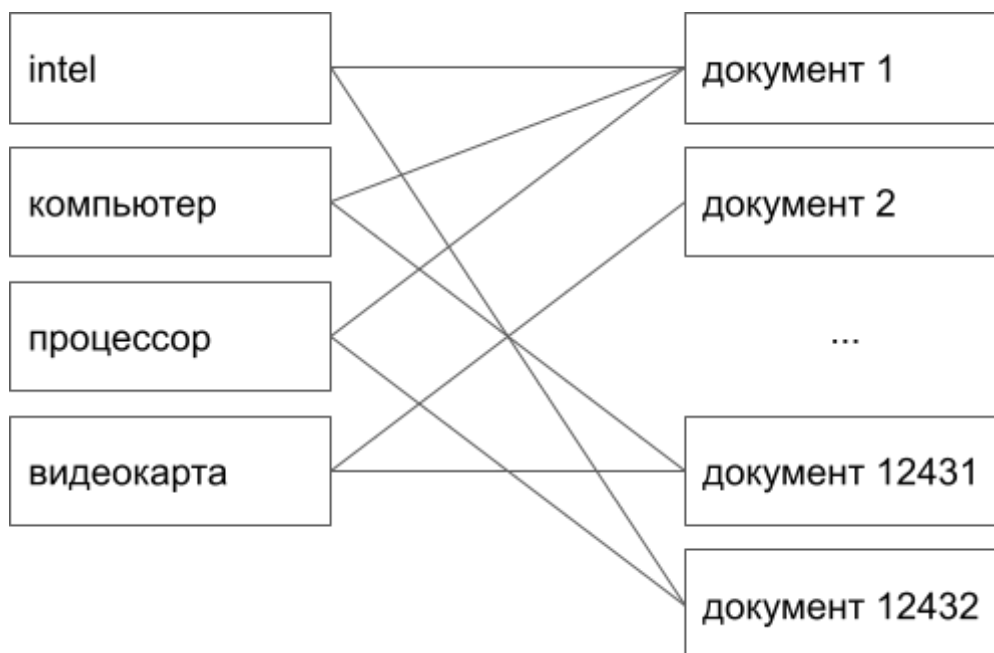 intel
компьютер
процессор
видеокарта
документ 1
документ 2
...
документ 12431
документ 12432